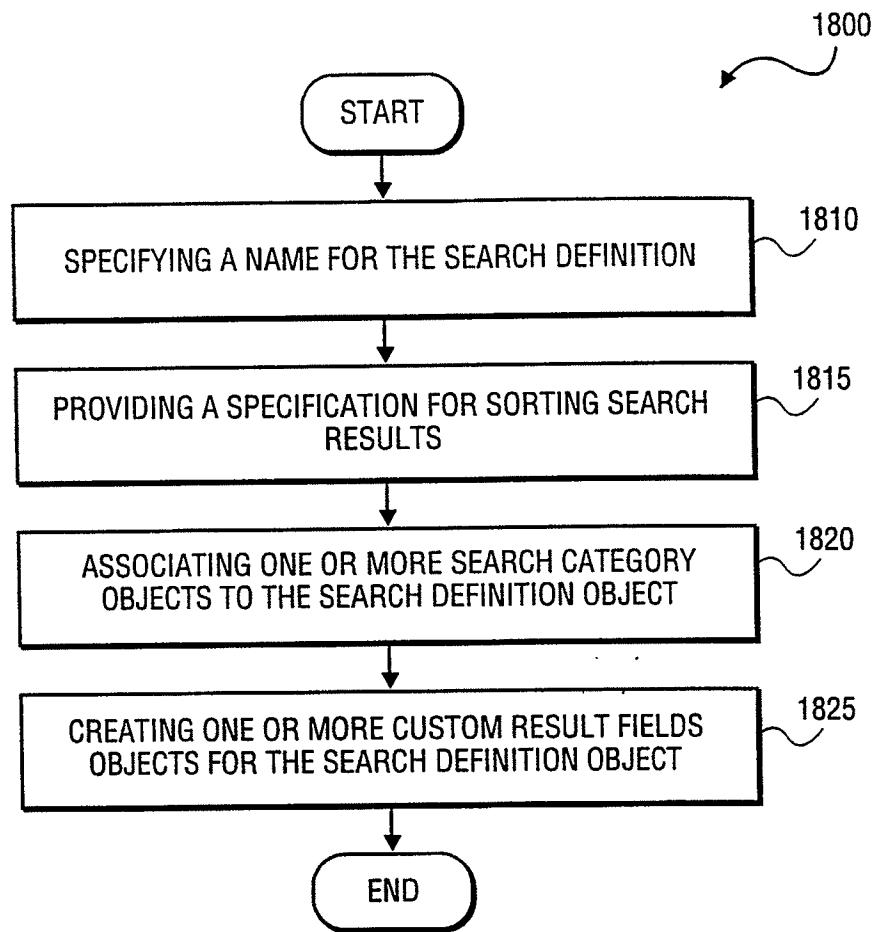 1800
START
SPECIFYING A NAME FOR THE SEARCH DEFINITION
1810
PROVIDING A SPECIFICATION FOR SORTING SEARCH
RESULTS
1815
ASSOCIATING ONE OR MORE SEARCH CATEGORY
OBJECTS TO THE SEARCH DEFINITION OBJECT
1820
CREATING ONE OR MORE CUSTOM RESULT FIELDS
OBJECTS FOR THE SEARCH DEFINITION OBJECT
1825
END